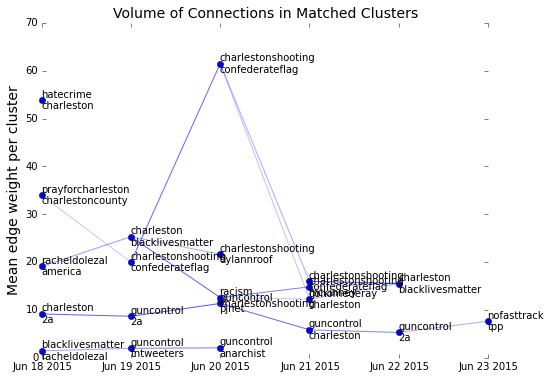 Volume of Connections in Matched Clusters
Mean edge weight per cluster
70
60
50
40
30
20
10
0
hatecrime
charleston
prayforcharleston
charlestoncounty
racheldolezal
america
charleston
2a
blacklivesmatter
racheldolezal
charleston
blacklivesmatter
charlestonshooting
confederateflag
guncontrol
2a
guncontrol
tntweeters
charlestonshooting
confederateflag
charlestonshooting
dylannroof
racism
guncontrol
charlestonshooting
pjnet
guncontrol
anarchist
charlestonshooting
charlestonshooting
confederateflag
charleston
guncontrol
charleston
charleston
blacklivesmatter
guncontrol
2a
nofasttrack
tpp
Jun 18 2015
Jun 19 2015
Jun 20 2015
Jun 21 2015
Jun 22 2015
Jun 23 2015